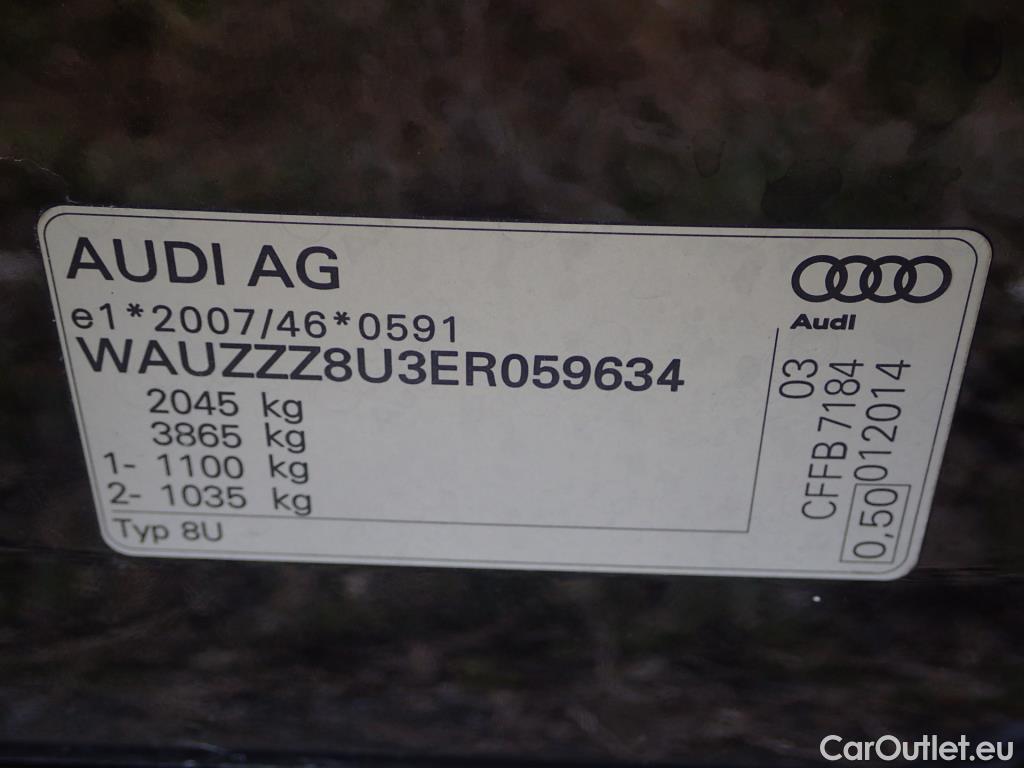 AUDI AG
e1*2007/46*0591
WAUZZZ8U3ER059634
2045 kg
3865 kg
1- 1100 kg
2- 1035 kg
Typ 8U
Audi
03
CFFB 7184
0,50 012014
CarOutlet.eu